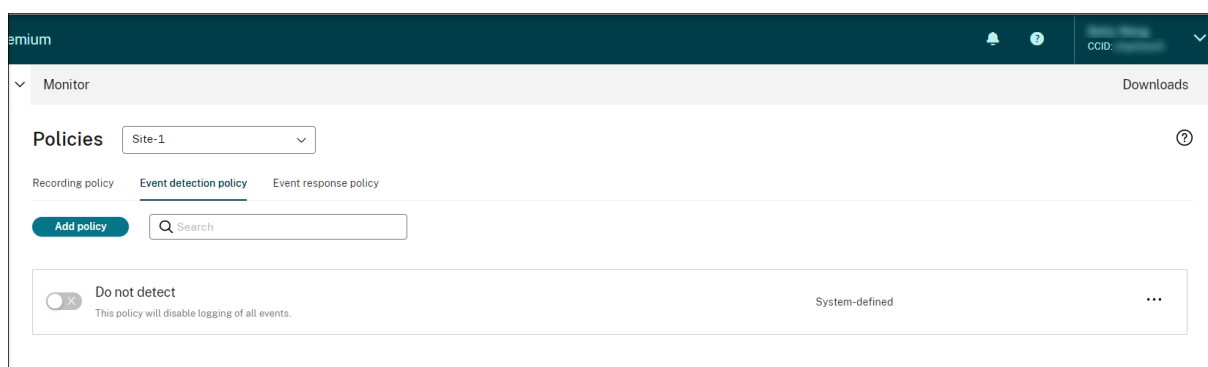 emium
CCID:
Monitor Downloads
Policies Site-1
Recording policy Event detection policy Event response policy
Add policy Search
Do not detect System-defined
This policy will disable logging of all events.